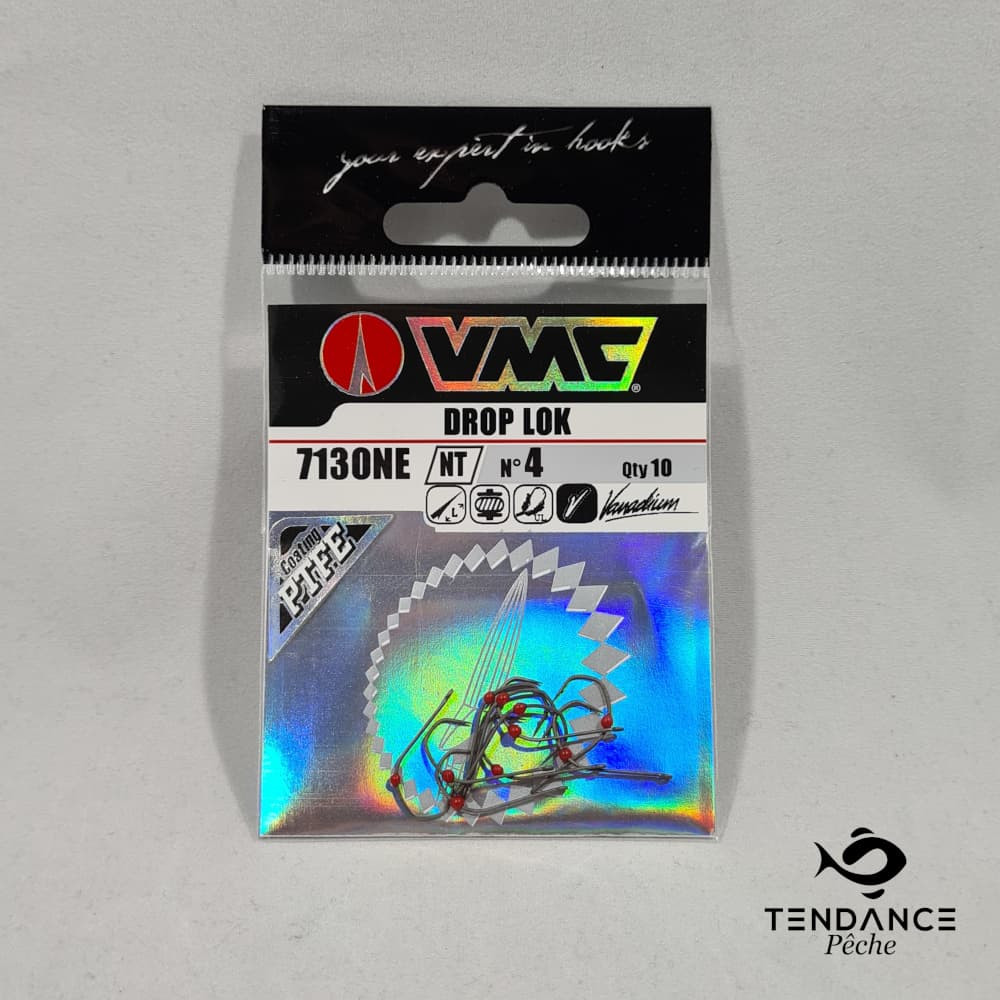 your expert in hooks
VMC®
DROP LOK
7130NE NT N° 4 Qty 10
L Vanadium
Coating
PTFE
TENDANCE
Pêche